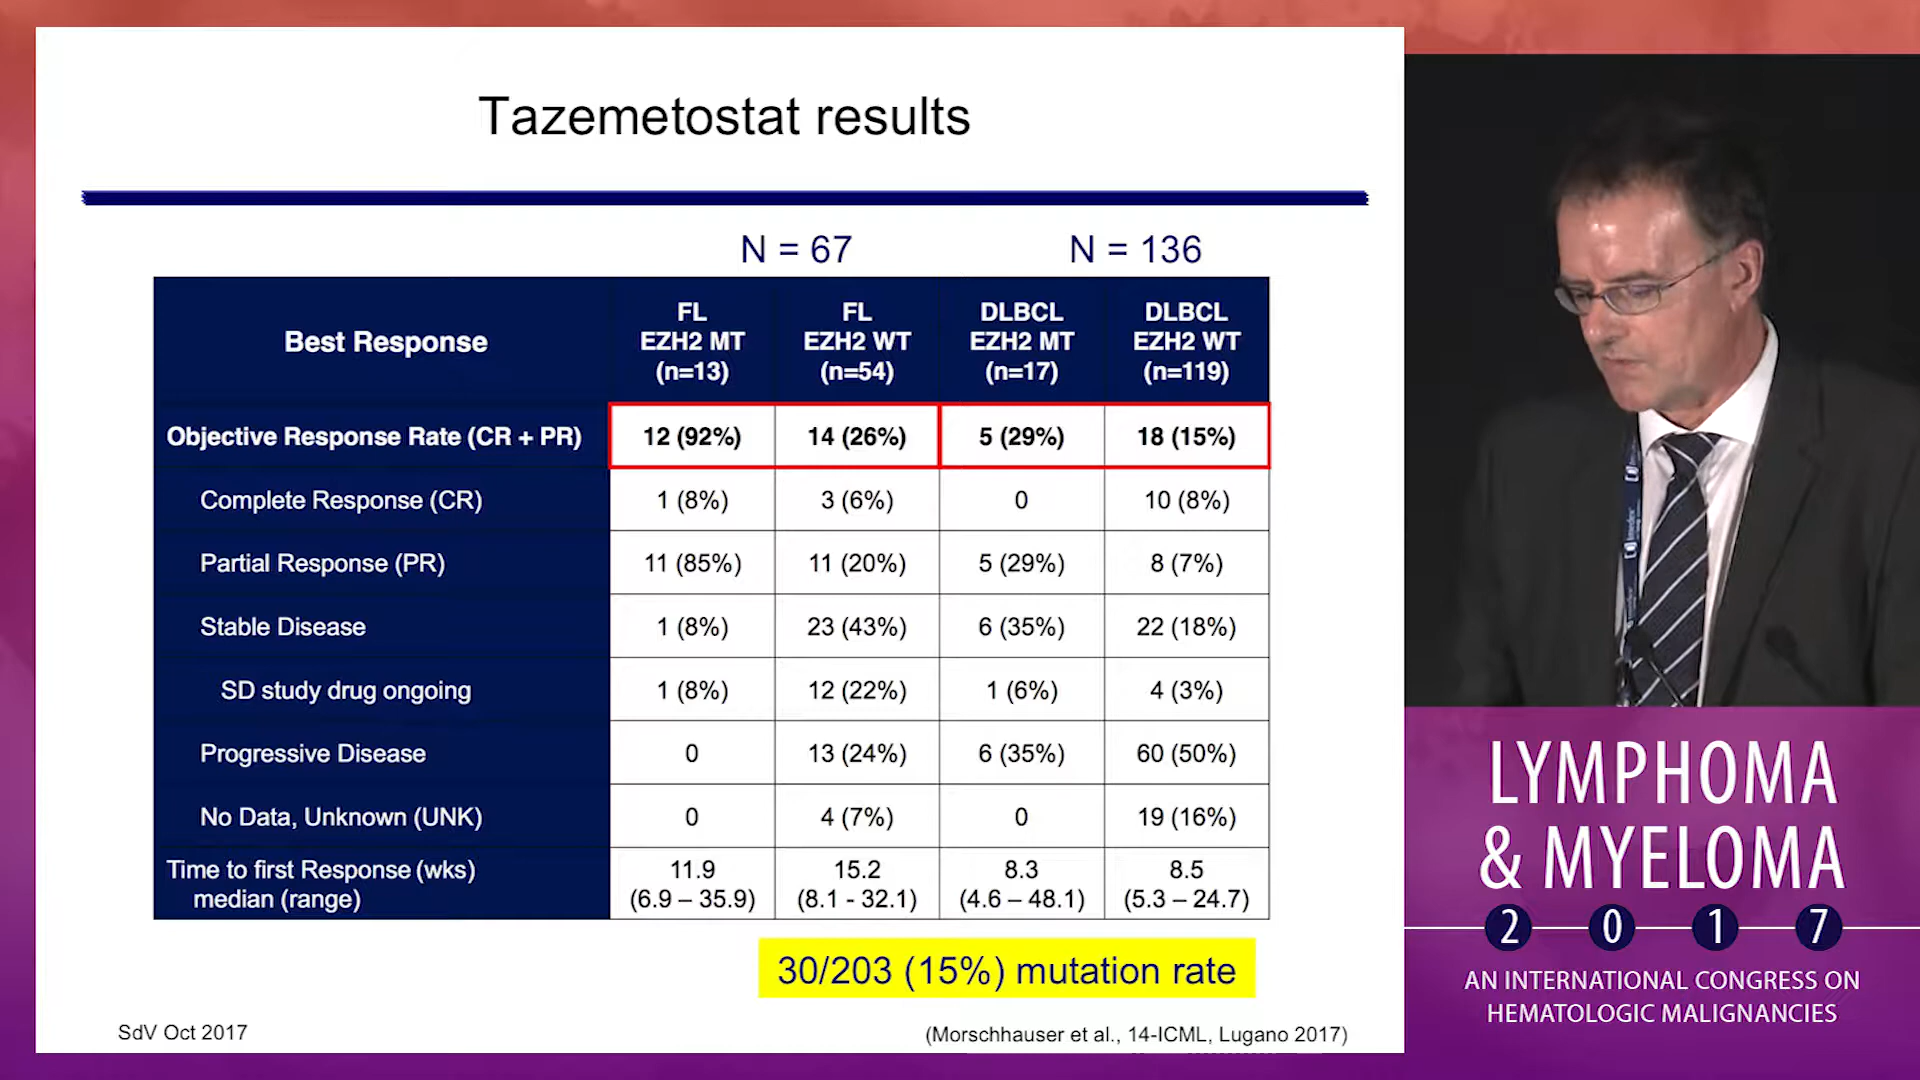 Tazemetostat results
N = 67
N = 136
Best Response
FL
EZH2 MT
(n=13)
FL
EZH2 WT
(n=54)
DLBCL
EZH2 MT
(n=17)
DLBCL
EZH2 WT
(n=119)
Objective Response Rate (CR + PR)
12 (92%)
14 (26%)
5 (29%)
18 (15%)
Complete Response (CR)
1 (8%)
3 (6%)
0
10 (8%)
Partial Response (PR)
11 (85%)
11 (20%)
5 (29%)
8 (7%)
Stable Disease
1 (8%)
23 (43%)
6 (35%)
22 (18%)
SD study drug ongoing
1 (8%)
12 (22%)
1 (6%)
4 (3%)
Progressive Disease
0
13 (24%)
6 (35%)
60 (50%)
No Data, Unknown (UNK)
0
4 (7%)
0
19 (16%)
Time to first Response (wks)
median (range)
11.9
(6.9 – 35.9)
15.2
(8.1 - 32.1)
8.3
(4.6 – 48.1)
8.5
(5.3 – 24.7)
30/203 (15%) mutation rate
SdV Oct 2017
(Morschhauser et al., 14-ICML, Lugano 2017)
LYMPHOMA
& MYELOMA
2 0 1 7
AN INTERNATIONAL CONGRESS ON
HEMATOLOGIC MALIGNANCIES